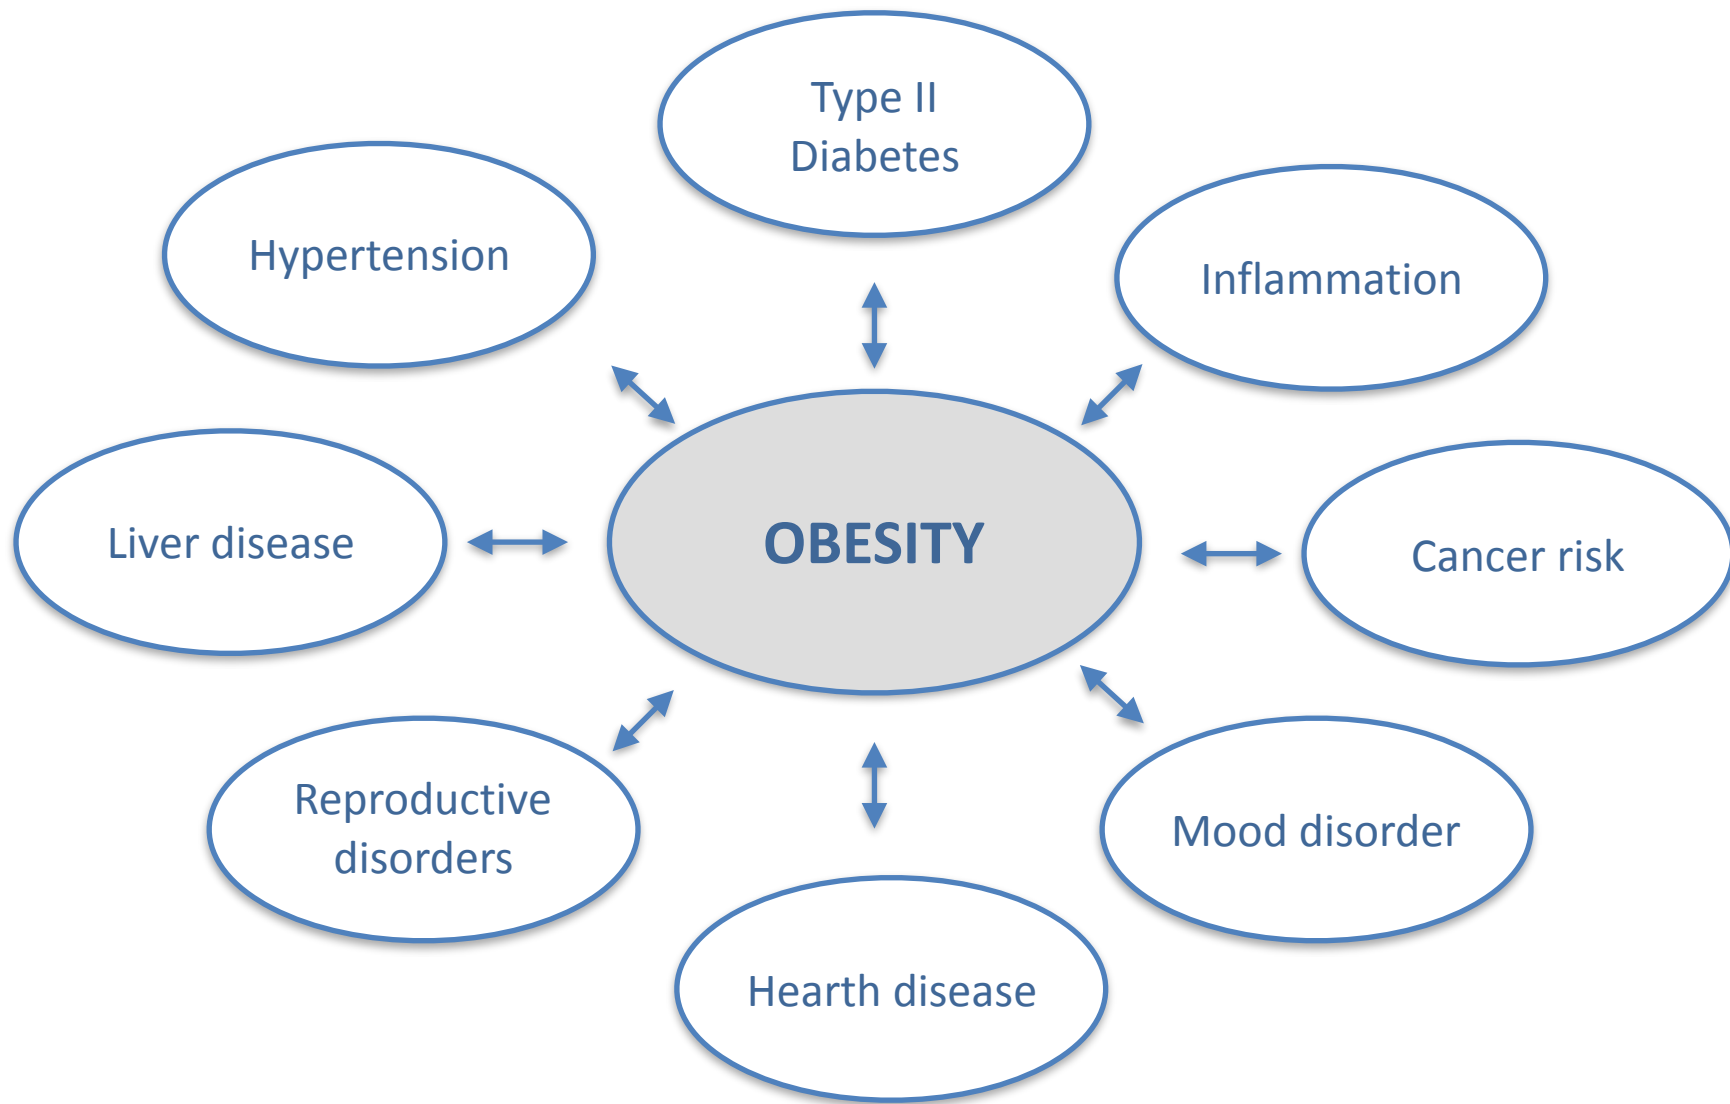 Type II
Diabetes
Hypertension
Inflammation
OBESITY
Liver disease
Cancer risk
Reproductive
disorders
Mood disorder
Hearth disease